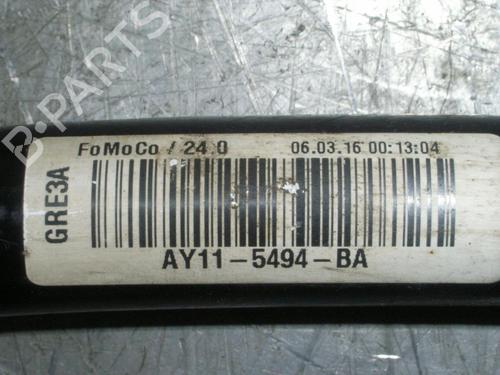 B-PARTS
FoMoCo / 24.0 06.03.16 00:13:04
GRE3A
AY11-5494-BA